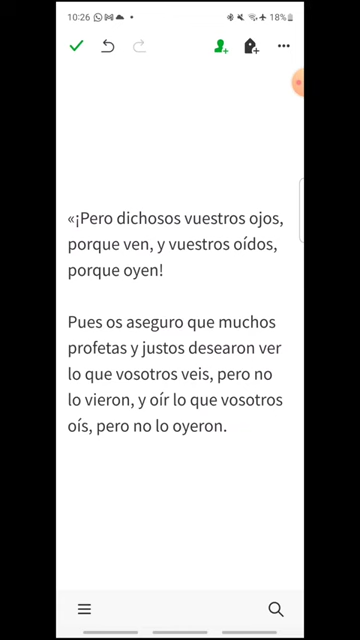 10:26
18%
«¡Pero dichosos vuestros ojos,
porque ven, y vuestros oídos,
porque oyen!
Pues os aseguro que muchos
profetas y justos desearon ver
lo que vosotros veis, pero no
lo vieron, y oír lo que vosotros
oís, pero no lo oyeron.